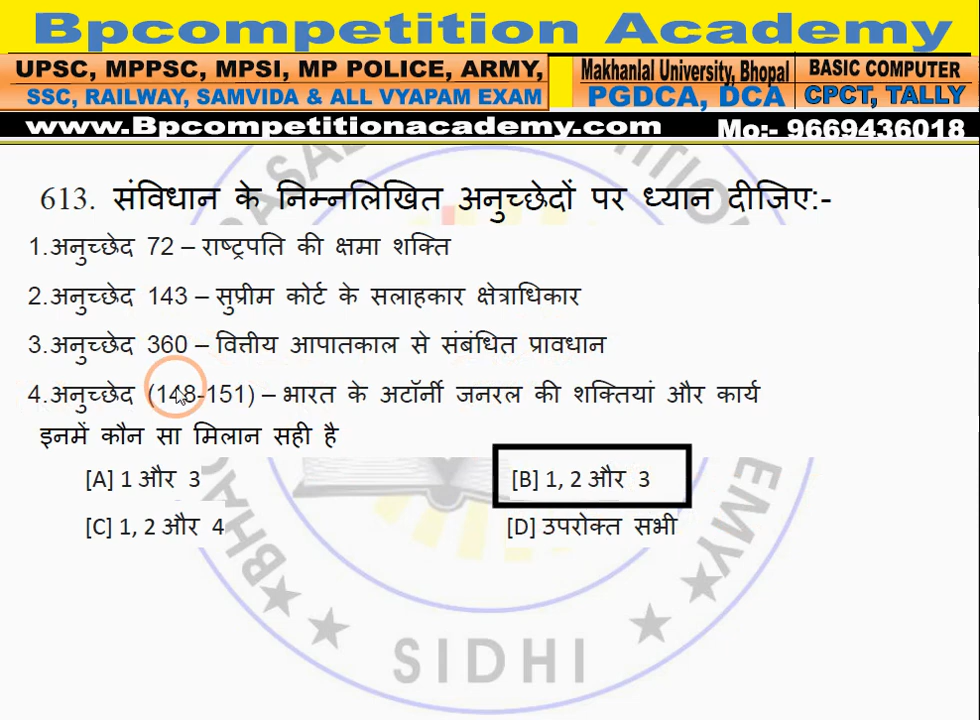 Bpcompetition Academy
UPSC, MPPSC, MPSI, MP POLICE, ARMY,
SSC, RAILWAY, SAMVIDA & ALL VYAPAM EXAM
Makhanlal University, Bhopal
PGDCA, DCA
BASIC COMPUTER
CPCT, TALLY
www.Bpcompetitionacademy.com Mo:- 9669436018
613. संविधान के निम्नलिखित अनुच्छेदों पर ध्यान दीजिए:-
1.अनुच्छेद 72 – राष्ट्रपति की क्षमा शक्ति
2.अनुच्छेद 143 – सुप्रीम कोर्ट के सलाहकार क्षेत्राधिकार
3.अनुच्छेद 360 – वित्तीय आपातकाल से संबंधित प्रावधान
4.अनुच्छेद (148-151) – भारत के अटॉर्नी जनरल की शक्तियां और कार्य
इनमें कौन सा मिलान सही है
[A] 1 और 3 [B] 1, 2 और 3
[C] 1, 2 और 4 [D] उपरोक्त सभी
SIDHI